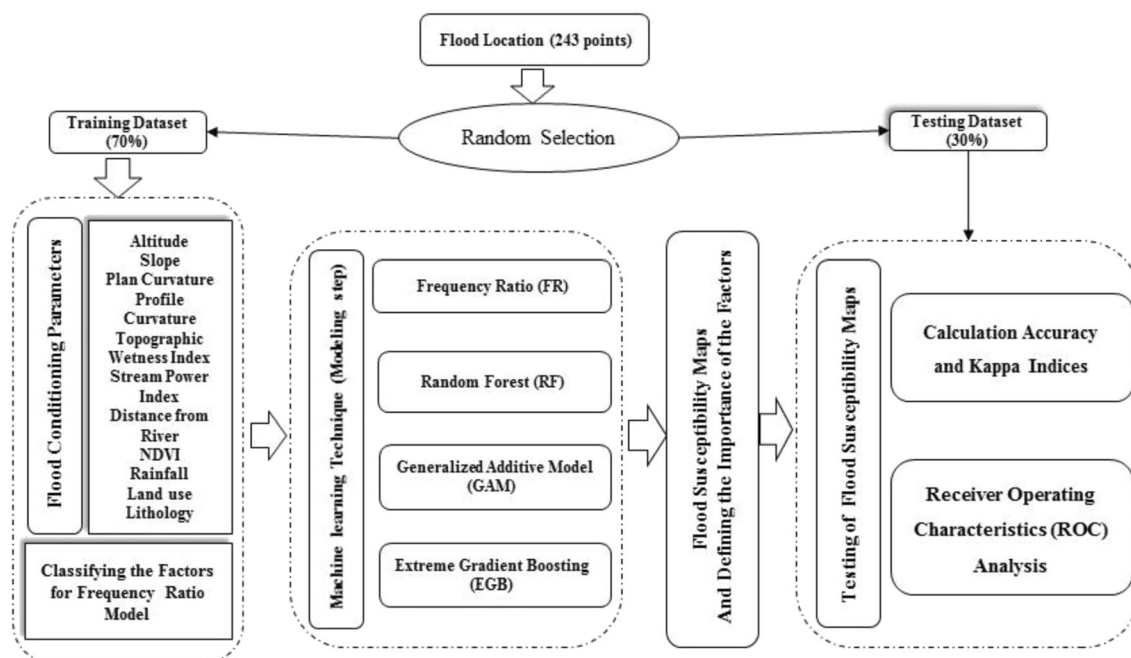 Flood Location (243 points)
Random Selection
Training Dataset
(70%)
Testing Dataset
(30%)
Flood Conditioning Parameters
Altitude
Slope
Plan Curvature
Profile
Curvature
Topographic
Wetness Index
Stream Power
Index
Distance from
River
NDVI
Rainfall
Land use
Lithology
Classifying the Factors
for Frequency Ratio
Model
Machine learning Technique (Modeling step)
Frequency Ratio (FR)
Random Forest (RF)
Generalized Additive Model
(GAM)
Extreme Gradient Boosting
(EGB)
Flood Susceptibility Maps
And Defining the Importance of the Factors
Testing of Flood Susceptibility Maps
Calculation Accuracy
and Kappa Indices
Receiver Operating
Characteristics (ROC)
Analysis